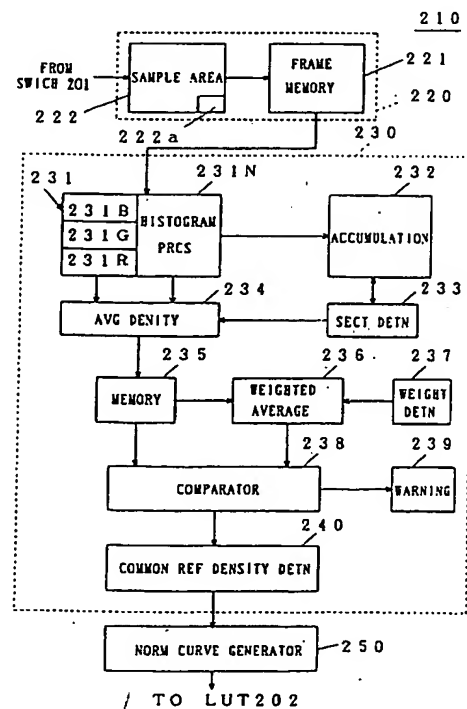 210
FROM
SWICH 201
SAMPLE AREA
FRAME
MEMORY
221
222
222a
220
230
231
231N
232
231B
231G
231R
HISTOGRAM
PRCS
ACCUMULATION
234
233
AVG DENITY
SECT DETN
235
236
237
MEMORY
WEIGHTED
AVERAGE
WEIGHT
DETN
238
239
COMPARATOR
WARNING
240
COMMON REF DENSITY DETN
NORM CURVE GENERATOR
250
TO LUT202